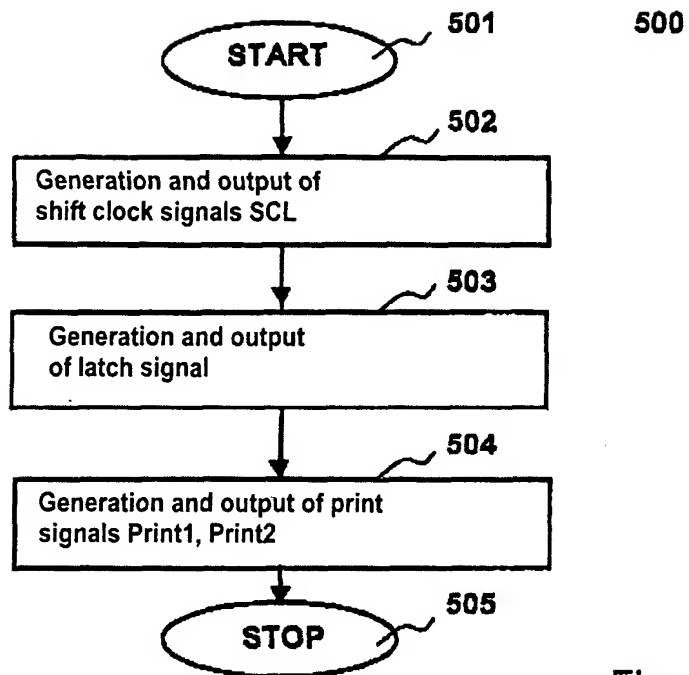 501 500
START
502
Generation and output of
shift clock signals SCL
503
Generation and output
of latch signal
504
Generation and output of print
signals Print1, Print2
505
STOP